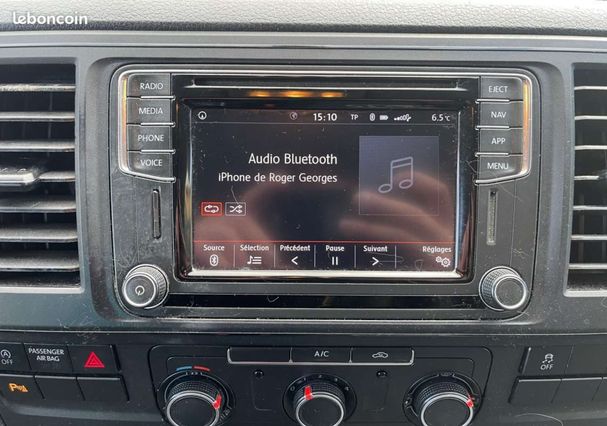 leboncoin
RADIO
MEDIA
PHONE
VOICE
EJECT
NAV
APP
MENU
15:10 TP 6.5°C
Audio Bluetooth
iPhone de Roger Georges
Source Sélection Précédent Pause Suivant Réglages
OFF
PASSENGER AIR BAG
A/C
OFF